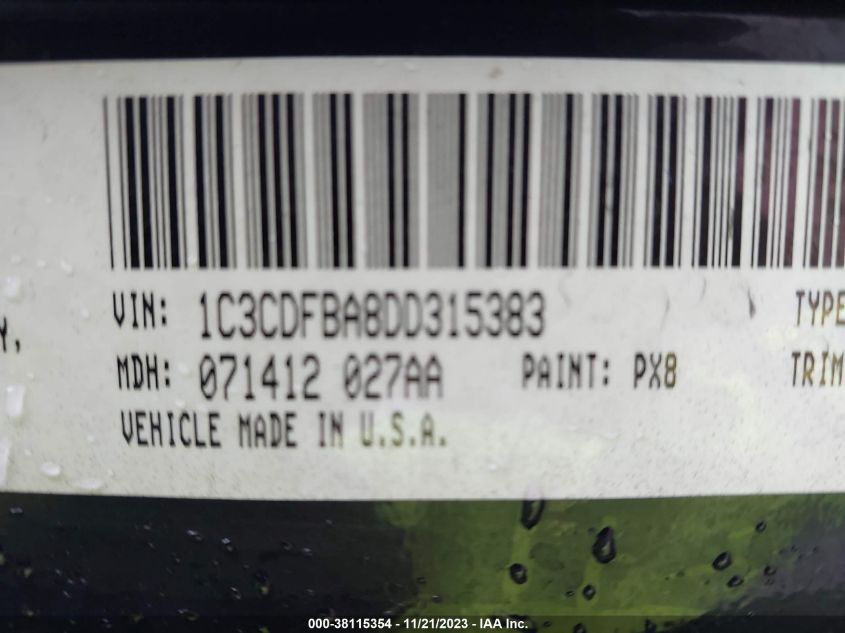 VIN: 1C3CDFBA8DD315383 TYPE
Y,
MDH: 071412 027AA PAINT: PX8 TRIM
VEHICLE MADE IN U.S.A.
000-38115354 - 11/21/2023 - IAA Inc.